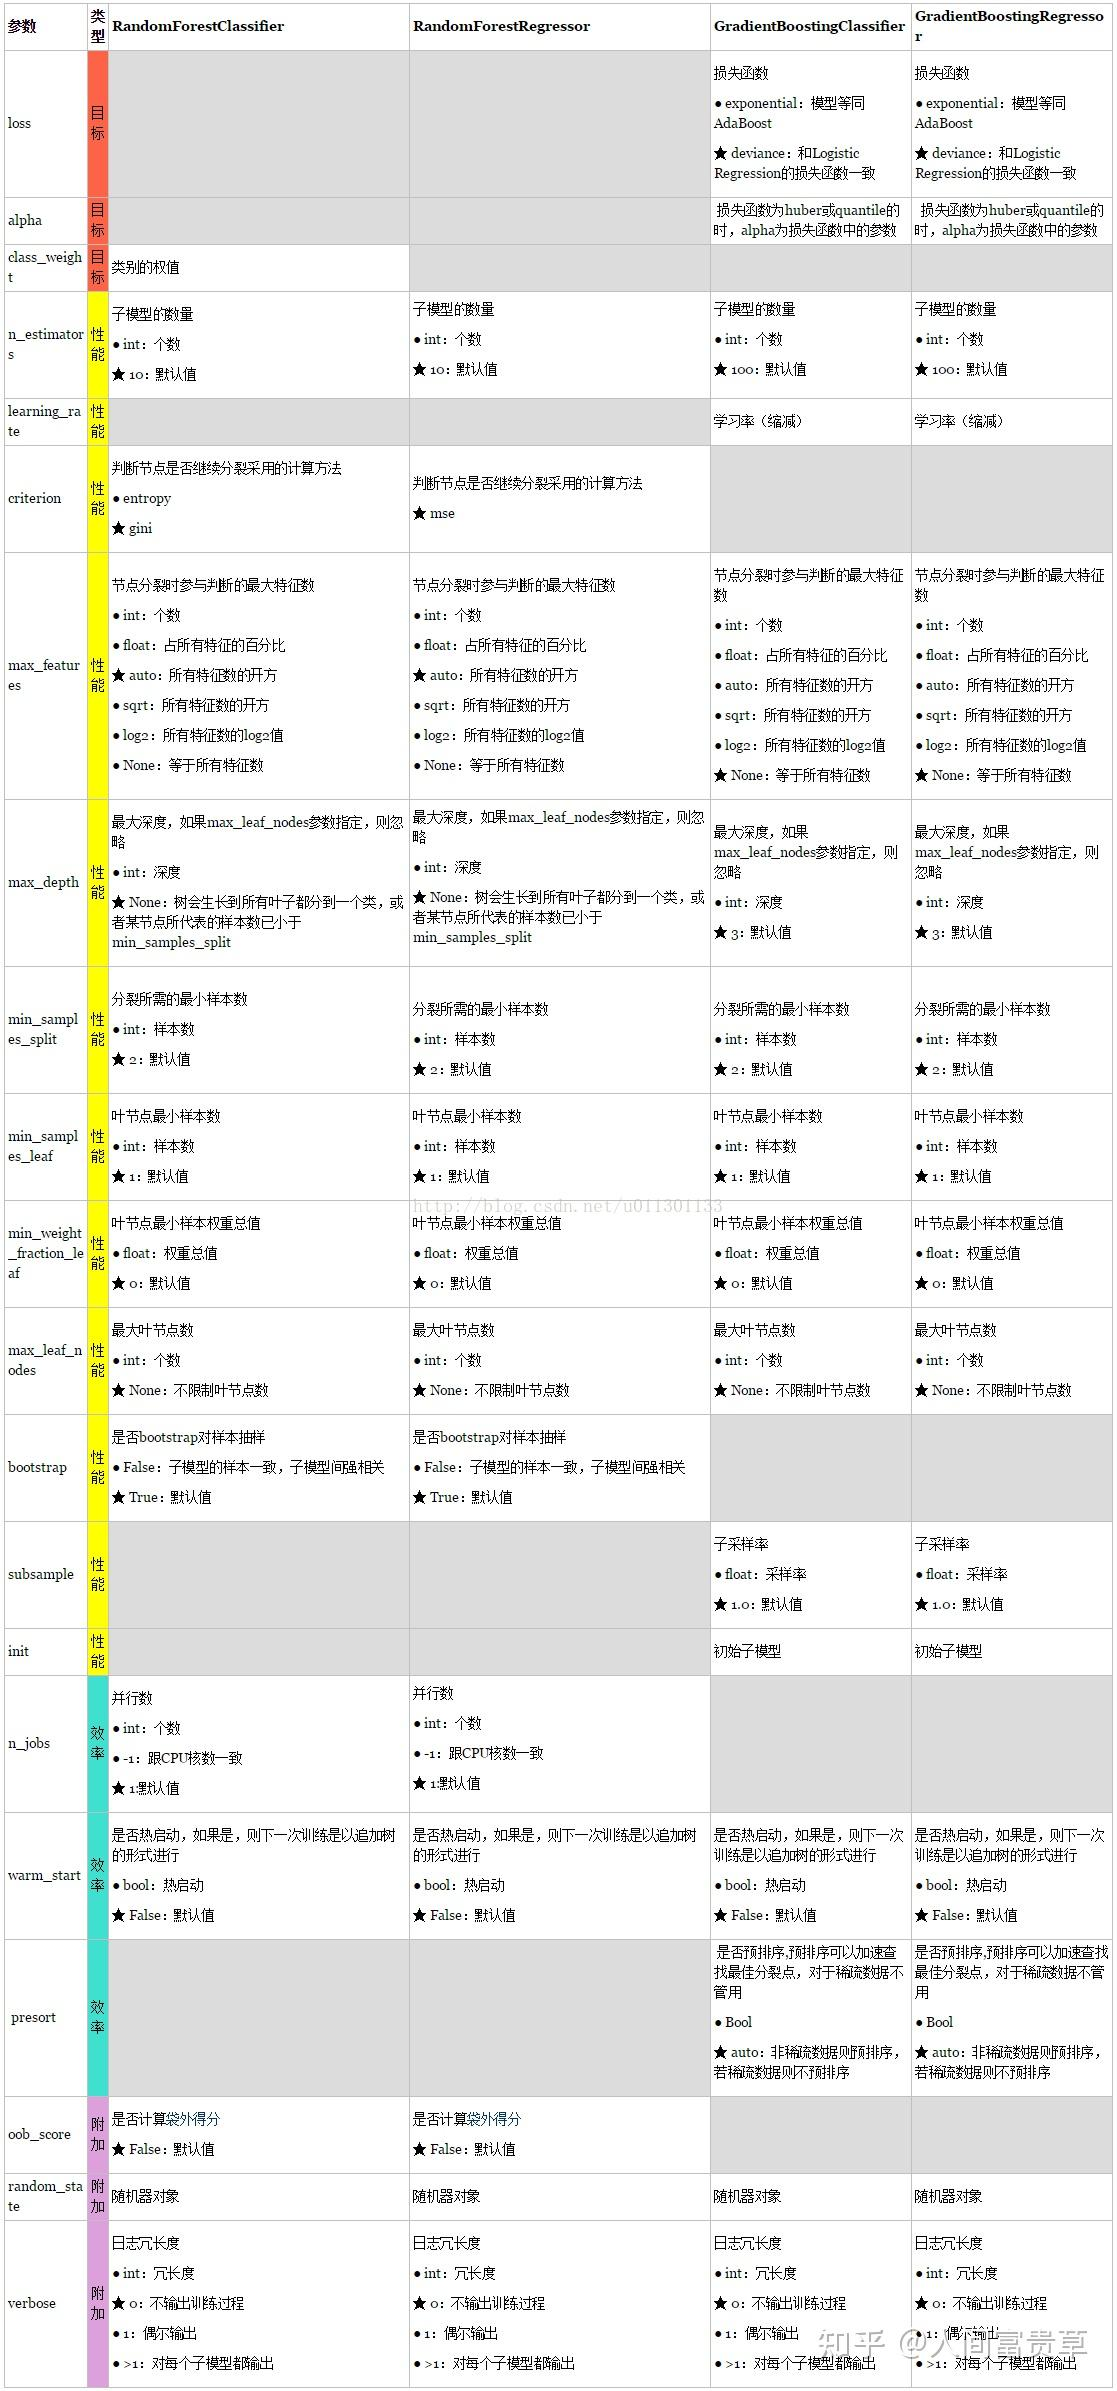 参数
类型
RandomForestClassifier
RandomForestRegressor
GradientBoostingClassifier
GradientBoostingRegresso
r
loss
目标
损失函数
● exponential：模型等同
AdaBoost
★ deviance：和Logistic
Regression的损失函数一致
损失函数
● exponential：模型等同
AdaBoost
★ deviance：和Logistic
Regression的损失函数一致
alpha
目标
损失函数为huber或quantile的
时，alpha为损失函数中的参数
损失函数为huber或quantile的
时，alpha为损失函数中的参数
class_weigh
t
目标
类别的权值
n_estimator
s
性能
子模型的数量
● int：个数
★ 10：默认值
子模型的数量
● int：个数
★ 10：默认值
子模型的数量
● int：个数
★ 100：默认值
子模型的数量
● int：个数
★ 100：默认值
learning_ra
te
性能
学习率（缩减）
学习率（缩减）
criterion
性能
判断节点是否继续分裂采用的计算方法
● entropy
★ gini
判断节点是否继续分裂采用的计算方法
★ mse
max_featur
es
性能
节点分裂时参与判断的最大特征数
● int：个数
● float：占所有特征的百分比
★ auto：所有特征数的开方
● sqrt：所有特征数的开方
● log2：所有特征数的log2值
● None：等于所有特征数
节点分裂时参与判断的最大特征数
● int：个数
● float：占所有特征的百分比
★ auto：所有特征数的开方
● sqrt：所有特征数的开方
● log2：所有特征数的log2值
● None：等于所有特征数
节点分裂时参与判断的最大特征
数
● int：个数
● float：占所有特征的百分比
● auto：所有特征数的开方
● sqrt：所有特征数的开方
● log2：所有特征数的log2值
★ None：等于所有特征数
节点分裂时参与判断的最大特征
数
● int：个数
● float：占所有特征的百分比
● auto：所有特征数的开方
● sqrt：所有特征数的开方
● log2：所有特征数的log2值
★ None：等于所有特征数
max_depth
性能
最大深度，如果max_leaf_nodes参数指定，则忽
略
● int：深度
★ None：树会生长到所有叶子都分到一个类，或
者某节点所代表的样本数已小于
min_samples_split
最大深度，如果max_leaf_nodes参数指定，则忽
略
● int：深度
★ None：树会生长到所有叶子都分到一个类，或
者某节点所代表的样本数已小于
min_samples_split
最大深度，如果
max_leaf_nodes参数指定，则
忽略
● int：深度
★ 3：默认值
最大深度，如果
max_leaf_nodes参数指定，则
忽略
● int：深度
★ 3：默认值
min_sampl
es_split
性能
分裂所需的最小样本数
● int：样本数
★ 2：默认值
分裂所需的最小样本数
● int：样本数
★ 2：默认值
分裂所需的最小样本数
● int：样本数
★ 2：默认值
分裂所需的最小样本数
● int：样本数
★ 2：默认值
min_sampl
es_leaf
性能
叶节点最小样本数
● int：样本数
★ 1：默认值
叶节点最小样本数
● int：样本数
★ 1：默认值
叶节点最小样本数
● int：样本数
★ 1：默认值
叶节点最小样本数
● int：样本数
★ 1：默认值
http://blog.csdn.net/u011301133
min_weight
_fraction_le
af
性能
叶节点最小样本权重总值
● float：权重总值
★ 0：默认值
叶节点最小样本权重总值
● float：权重总值
★ 0：默认值
叶节点最小样本权重总值
● float：权重总值
★ 0：默认值
叶节点最小样本权重总值
● float：权重总值
★ 0：默认值
max_leaf_n
odes
性能
最大叶节点数
● int：个数
★ None：不限制叶节点数
最大叶节点数
● int：个数
★ None：不限制叶节点数
最大叶节点数
● int：个数
★ None：不限制叶节点数
最大叶节点数
● int：个数
★ None：不限制叶节点数
bootstrap
性能
是否bootstrap对样本抽样
● False：子模型的样本一致，子模型间强相关
★ True：默认值
是否bootstrap对样本抽样
● False：子模型的样本一致，子模型间强相关
★ True：默认值
subsample
性能
子采样率
● float：采样率
★ 1.0：默认值
子采样率
● float：采样率
★ 1.0：默认值
init
性能
初始子模型
初始子模型
n_jobs
效率
并行数
● int：个数
● -1：跟CPU核数一致
★ 1:默认值
并行数
● int：个数
● -1：跟CPU核数一致
★ 1:默认值
warm_start
效率
是否热启动，如果是，则下一次训练是以追加树
的形式进行
● bool：热启动
★ False：默认值
是否热启动，如果是，则下一次训练是以追加树
的形式进行
● bool：热启动
★ False：默认值
是否热启动，如果是，则下一次
训练是以追加树的形式进行
● bool：热启动
★ False：默认值
是否热启动，如果是，则下一次
训练是以追加树的形式进行
● bool：热启动
★ False：默认值
presort
效率
是否预排序,预排序可以加速查
找最佳分裂点，对于稀疏数据不
管用
● Bool
★ auto：非稀疏数据则预排序，
若稀疏数据则不预排序
是否预排序,预排序可以加速查找
最佳分裂点，对于稀疏数据不管
用
● Bool
★ auto：非稀疏数据则预排序，
若稀疏数据则不预排序
oob_score
附加
是否计算袋外得分
★ False：默认值
是否计算袋外得分
★ False：默认值
random_sta
te
附加
随机器对象
随机器对象
随机器对象
随机器对象
verbose
附加
日志冗长度
● int：冗长度
★ 0：不输出训练过程
● 1：偶尔输出
● >1：对每个子模型都输出
日志冗长度
● int：冗长度
★ 0：不输出训练过程
● 1：偶尔输出
● >1：对每个子模型都输出
日志冗长度
● int：冗长度
★ 0：不输出训练过程
● 1：偶尔输出
● >1：对每个子模型都输出
日志冗长度
● int：冗长度
★ 0：不输出训练过程
● 1：偶尔输出
● >1：对每个子模型都输出
知乎 @人间富贵草